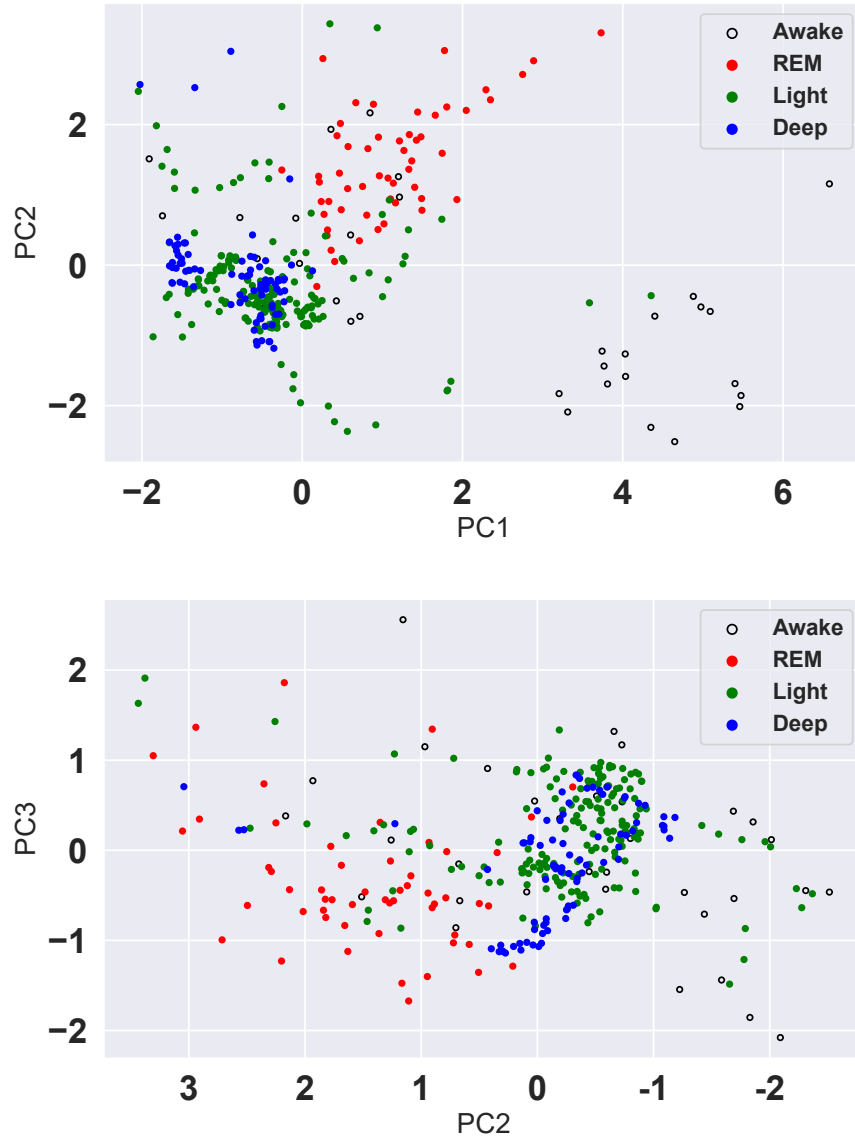 Awake
REM
Light
Deep
2
0
−2
PC2
−2 0 2 4 6
PC1
Awake
REM
Light
Deep
2
1
0
−1
−2
PC3
3 2 1 0 -1 -2
PC2